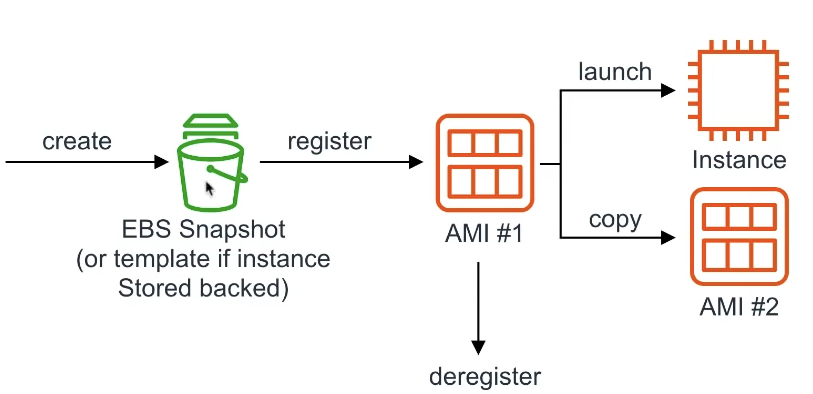 create
EBS Snapshot
(or template if instance
Stored backed)
register
AMI #1
deregister
launch
Instance
copy
AMI #2